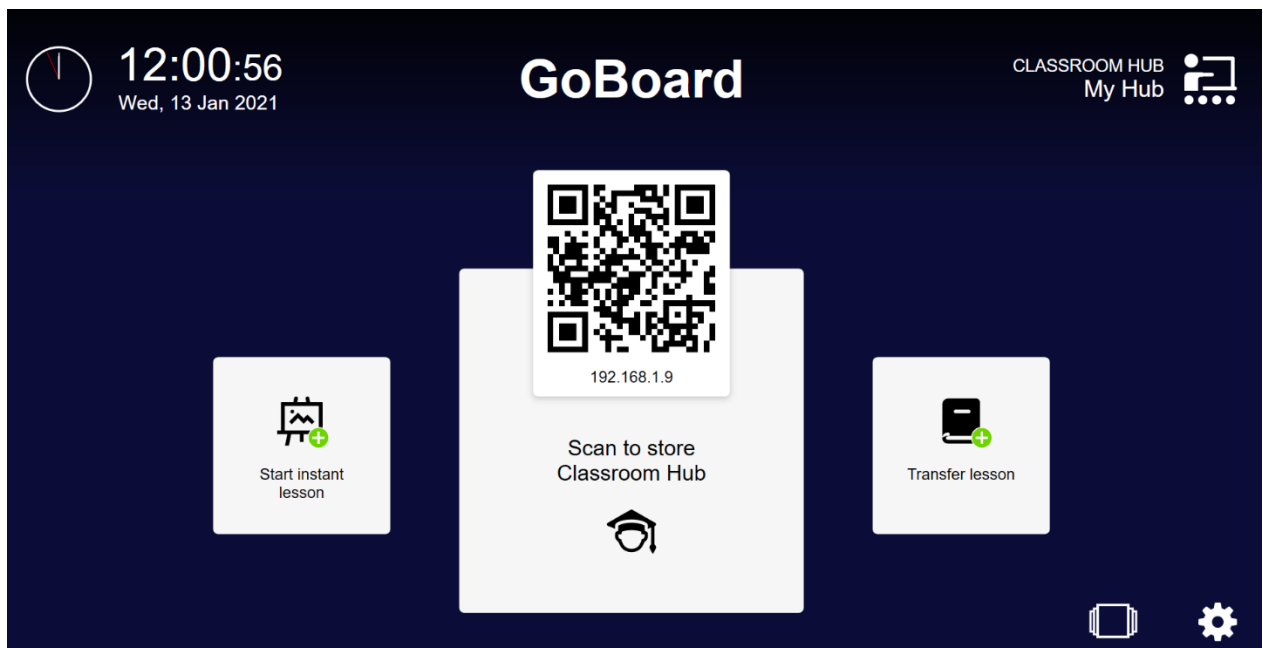 12:00:56
Wed, 13 Jan 2021
GoBoard
CLASSROOM HUB
My Hub
192.168.1.9
Scan to store
Classroom Hub
Start instant
lesson
Transfer lesson